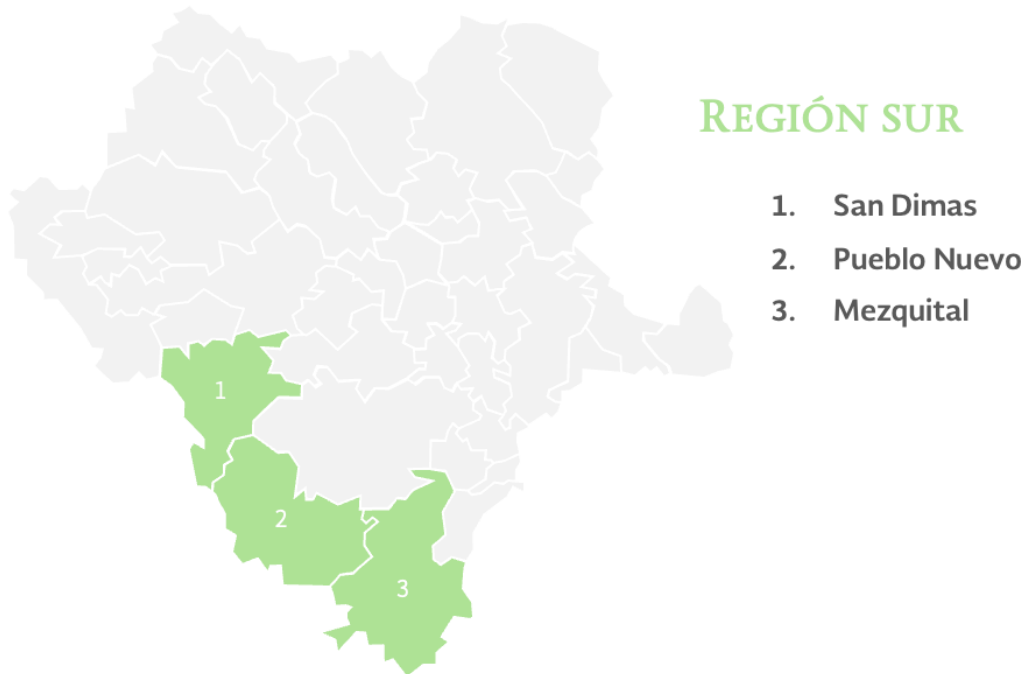 REGIÓN SUR
1. San Dimas
2. Pueblo Nuevo
3. Mezquital
1
2
3